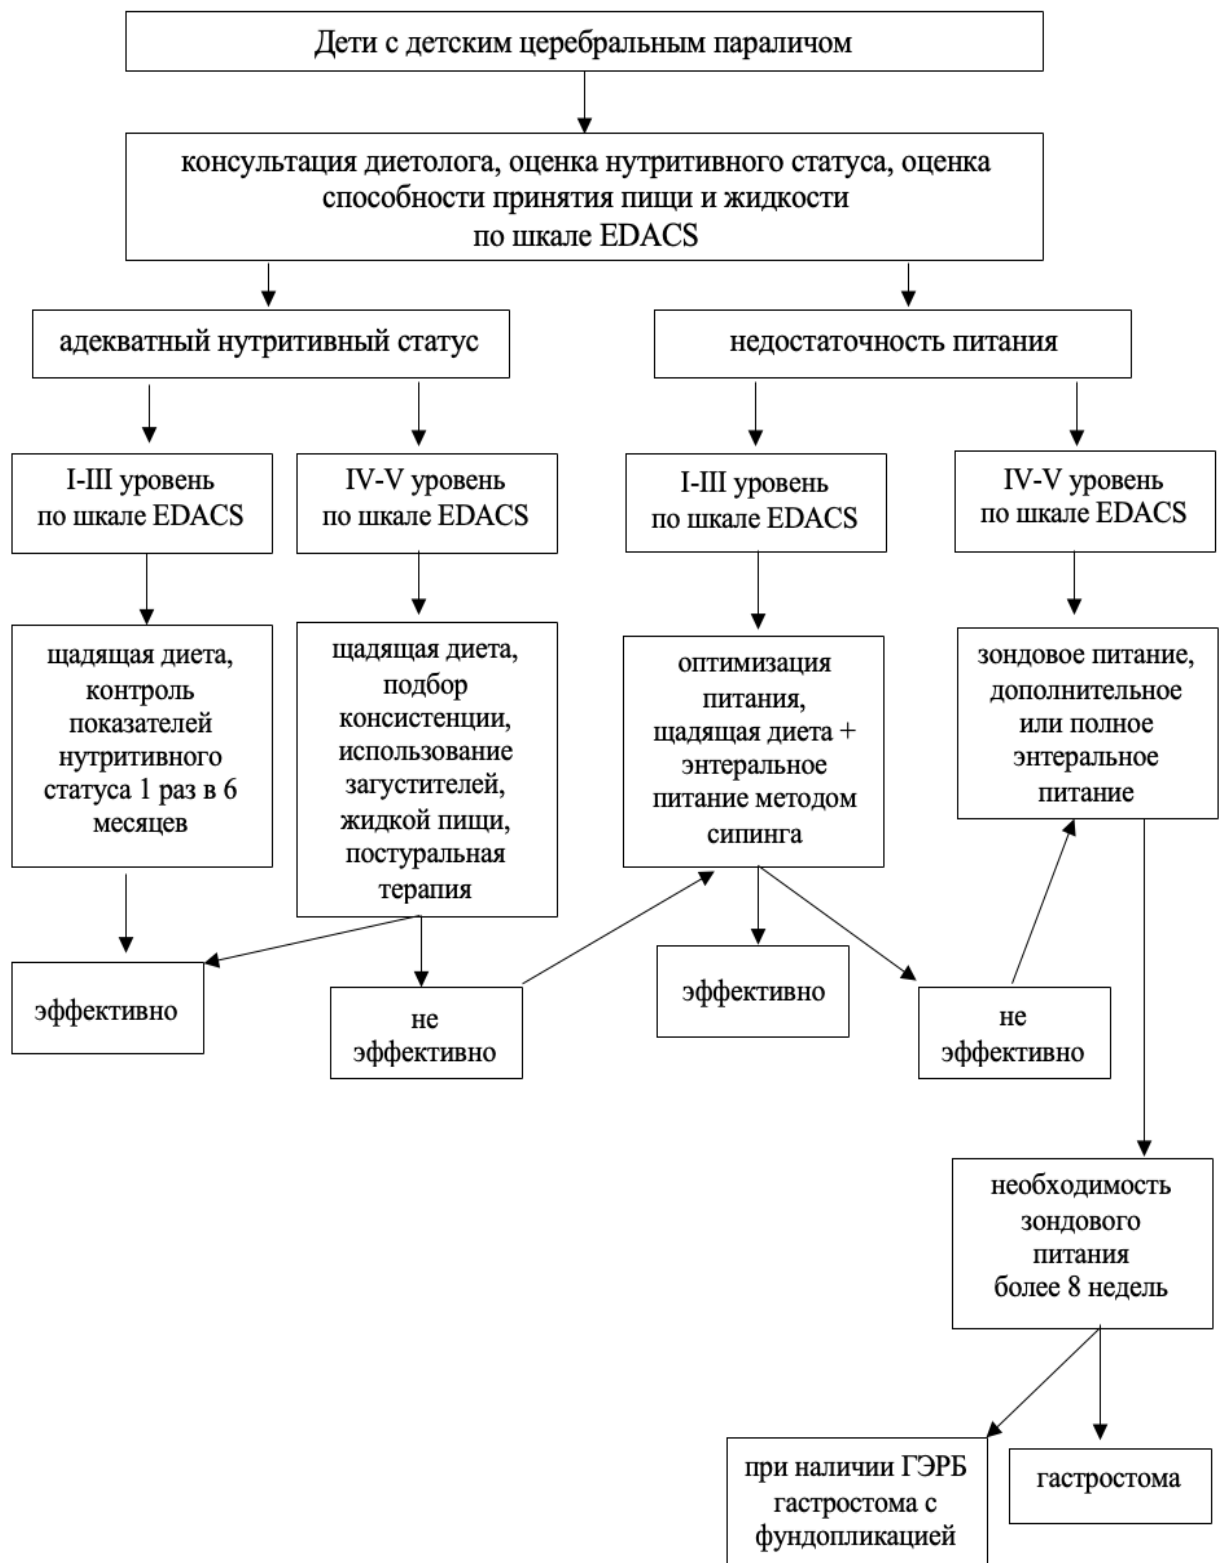 Дети с детским церебральным параличом
консультация диетолога, оценка нутритивного статуса, оценка
способности принятия пищи и жидкости
по шкале EDACS
адекватный нутритивный статус
недостаточность питания
I-III уровень
по шкале EDACS
IV-V уровень
по шкале EDACS
I-III уровень
по шкале EDACS
IV-V уровень
по шкале EDACS
щадящая диета,
контроль
показателей
нутритивного
статуса 1 раз в 6
месяцев
щадящая диета,
подбор
консистенции,
использование
загустителей,
жидкой пищи,
постуральная
терапия
оптимизация
питания,
щадящая диета +
энтеральное
питание методом
сипинга
зондовое питание,
дополнительное
или полное
энтеральное
питание
эффективно
не
эффективно
эффективно
не
эффективно
необходимость
зондового
питания
более 8 недель
при наличии ГЭРБ
гастростома с
фундопликацией
гастростома